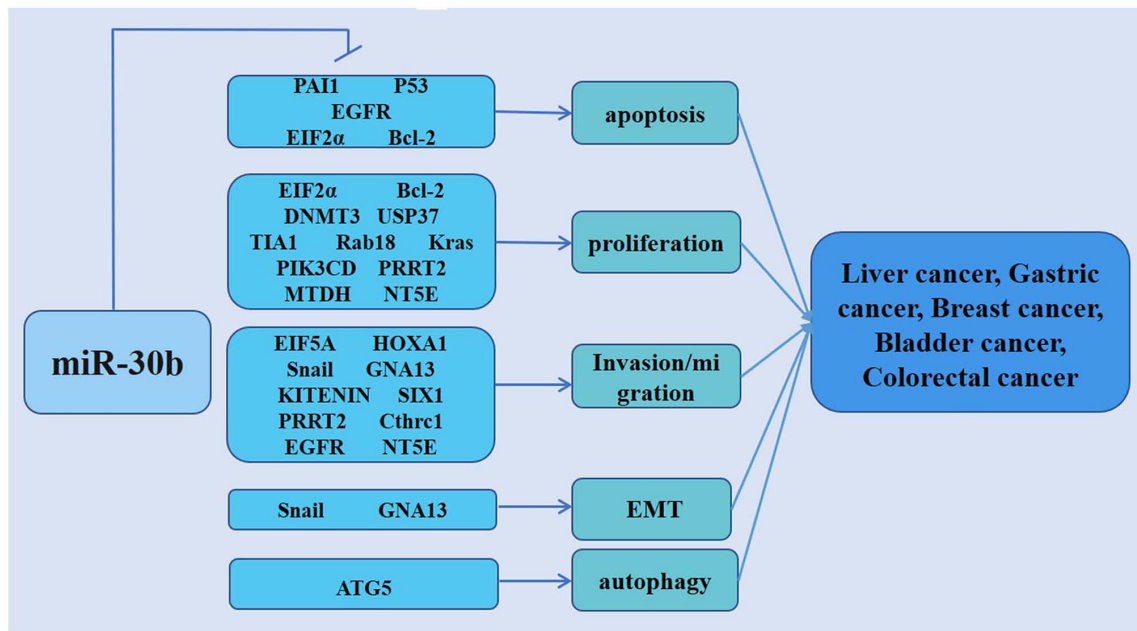 miR-30b
PAI1 P53
EGFR
EIF2α Bcl-2
EIF2α Bcl-2
DNMT3 USP37
TIA1 Rab18 Kras
PIK3CD PRRT2
MTDH NT5E
EIF5A HOXA1
Snail GNA13
KITENIN SIX1
PRRT2 Cthrc1
EGFR NT5E
Snail GNA13
ATG5
apoptosis
proliferation
Invasion/mi
gration
EMT
autophagy
Liver cancer, Gastric
cancer, Breast cancer,
Bladder cancer,
Colorectal cancer